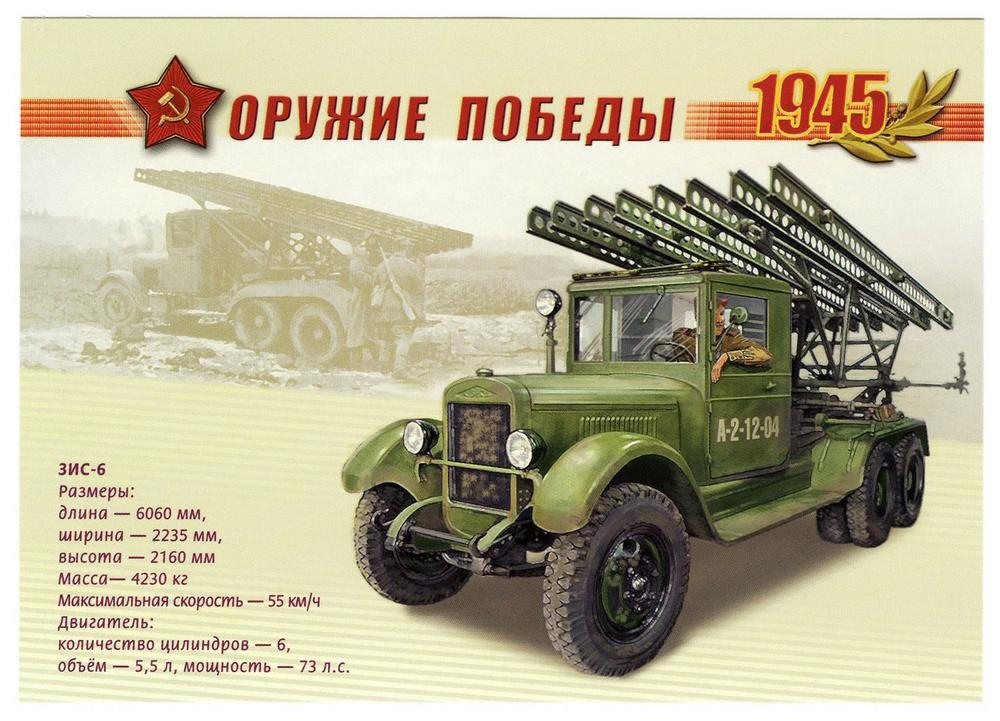 ОРУЖИЕ ПОБЕДЫ
1945
А-2-12-04
ЗИС-6
Размеры:
длина — 6060 мм,
ширина — 2235 мм,
высота — 2160 мм
Масса— 4230 кг
Максимальная скорость — 55 км/ч
Двигатель:
количество цилиндров — 6,
объём — 5,5 л, мощность — 73 л.с.